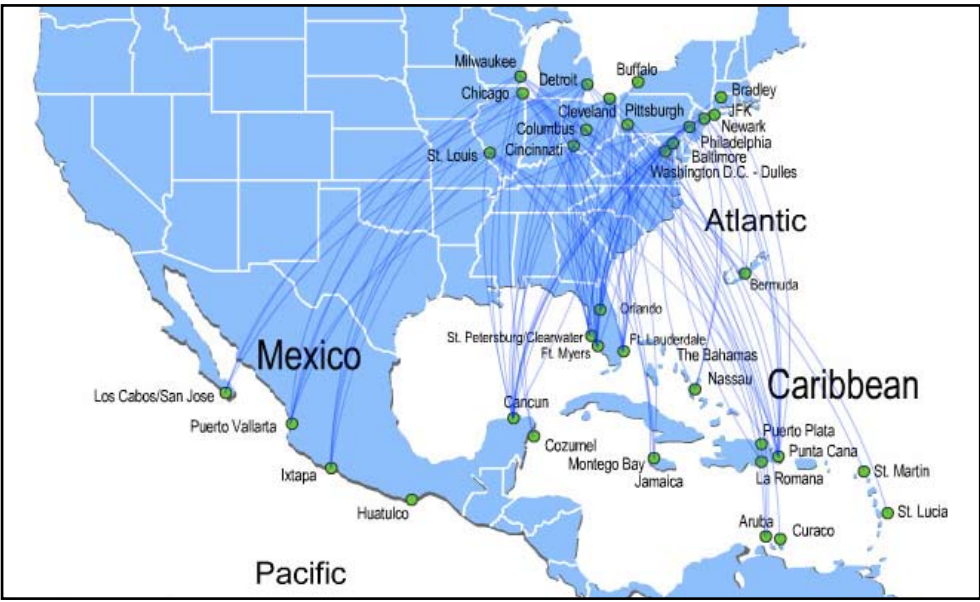 Milwaukee
Detroit
Buffalo
Chicago
Bradley
Cleveland
Pittsburgh
JFK
Columbus
Newark
St. Louis
Cincinnati
Philadelphia
Baltimore
Washington D.C. - Dulles
Atlantic
Bermuda
Orlando
St. Petersburg/Clearwater
Ft. Lauderdale
Mexico
Ft. Myers
The Bahamas
Nassau
Caribbean
Los Cabos/San Jose
Cancun
Puerto Vallarta
Puerto Plata
Cozumel
Punta Cana
Montego Bay
Jamaica
St. Martin
Ixtapa
La Romana
Huatulco
St. Lucia
Aruba
Curaco
Pacific